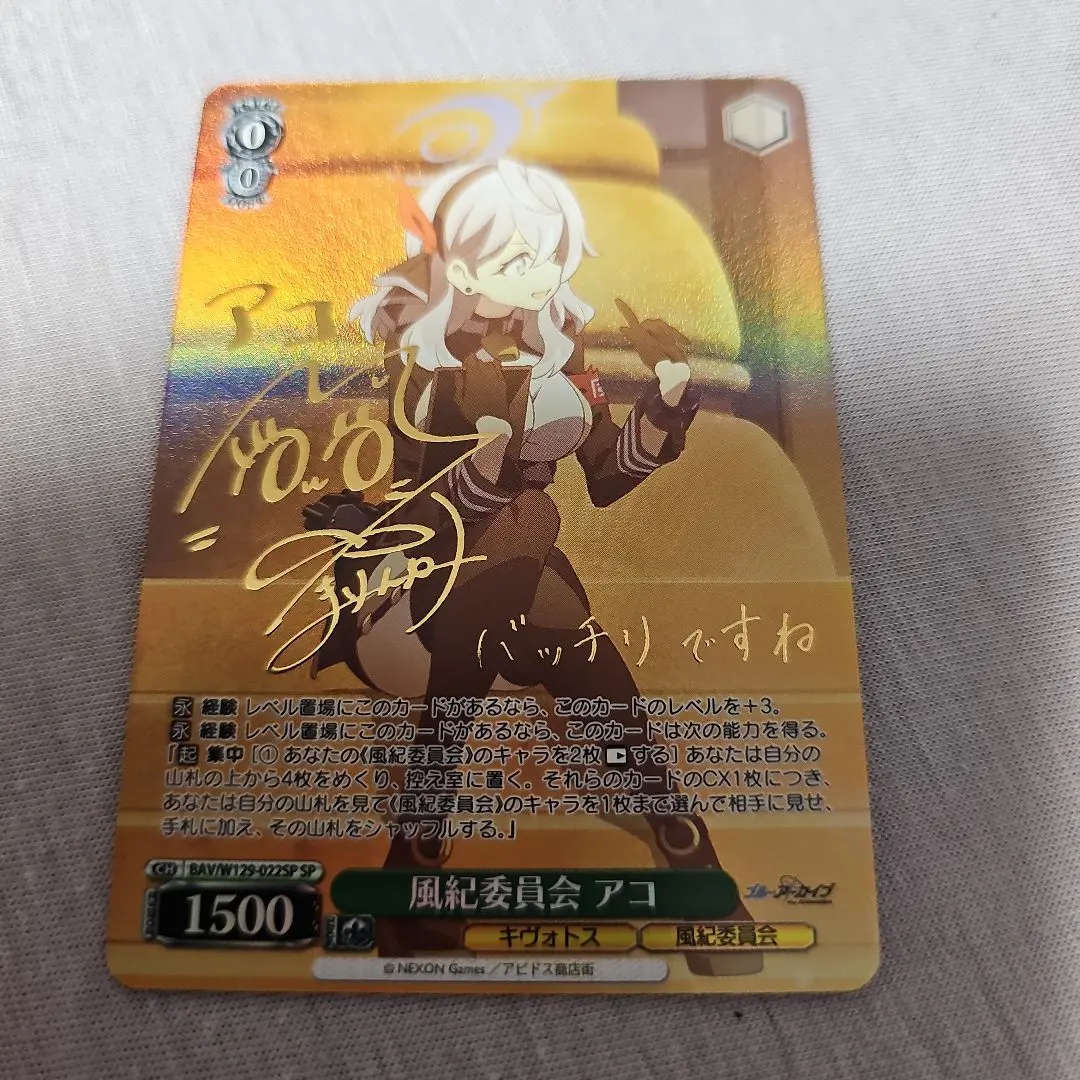 0
0
アコ
バッチリですね
永 経験 レベル置場にこのカードがあるなら、このカードのレベルを+3。
永 経験 レベル置場にこのカードがあるなら、このカードは次の能力を得る。
「起 集中 [① あなたの《風紀委員会》のキャラを2枚 する] あなたは自分の
山札の上から4枚をめくり、控え室に置く。それらのカードのCX1枚につき、
あなたは自分の山札を見て《風紀委員会》のキャラを1枚まで選んで相手に見せ、
手札に加え、その山札をシャッフルする。」
CH BAV/W129-022SP SP
1500
風紀委員会 アコ
ブルーアーカイブ
キヴォトス 風紀委員会
© NEXON Games／アビドス商店街